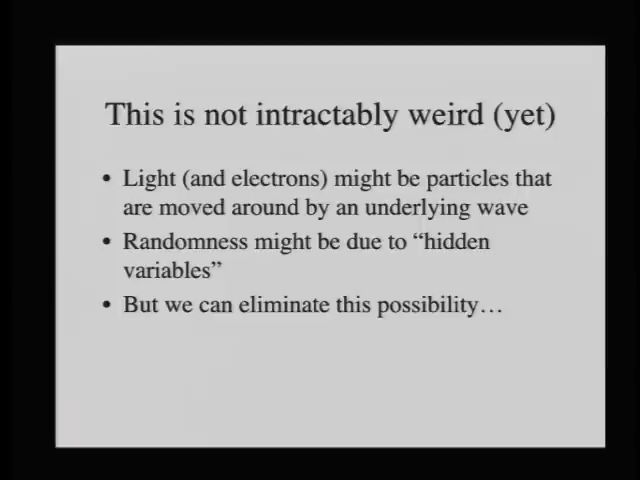 This is not intractably weird (yet)
• Light (and electrons) might be particles that
are moved around by an underlying wave
• Randomness might be due to “hidden
variables”
• But we can eliminate this possibility…